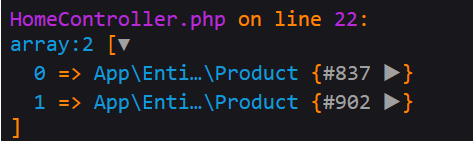 HomeController.php on line 22:
array:2 [▼
  0 => App\Enti…\Product {#837 ▶}
  1 => App\Enti…\Product {#902 ▶}
]